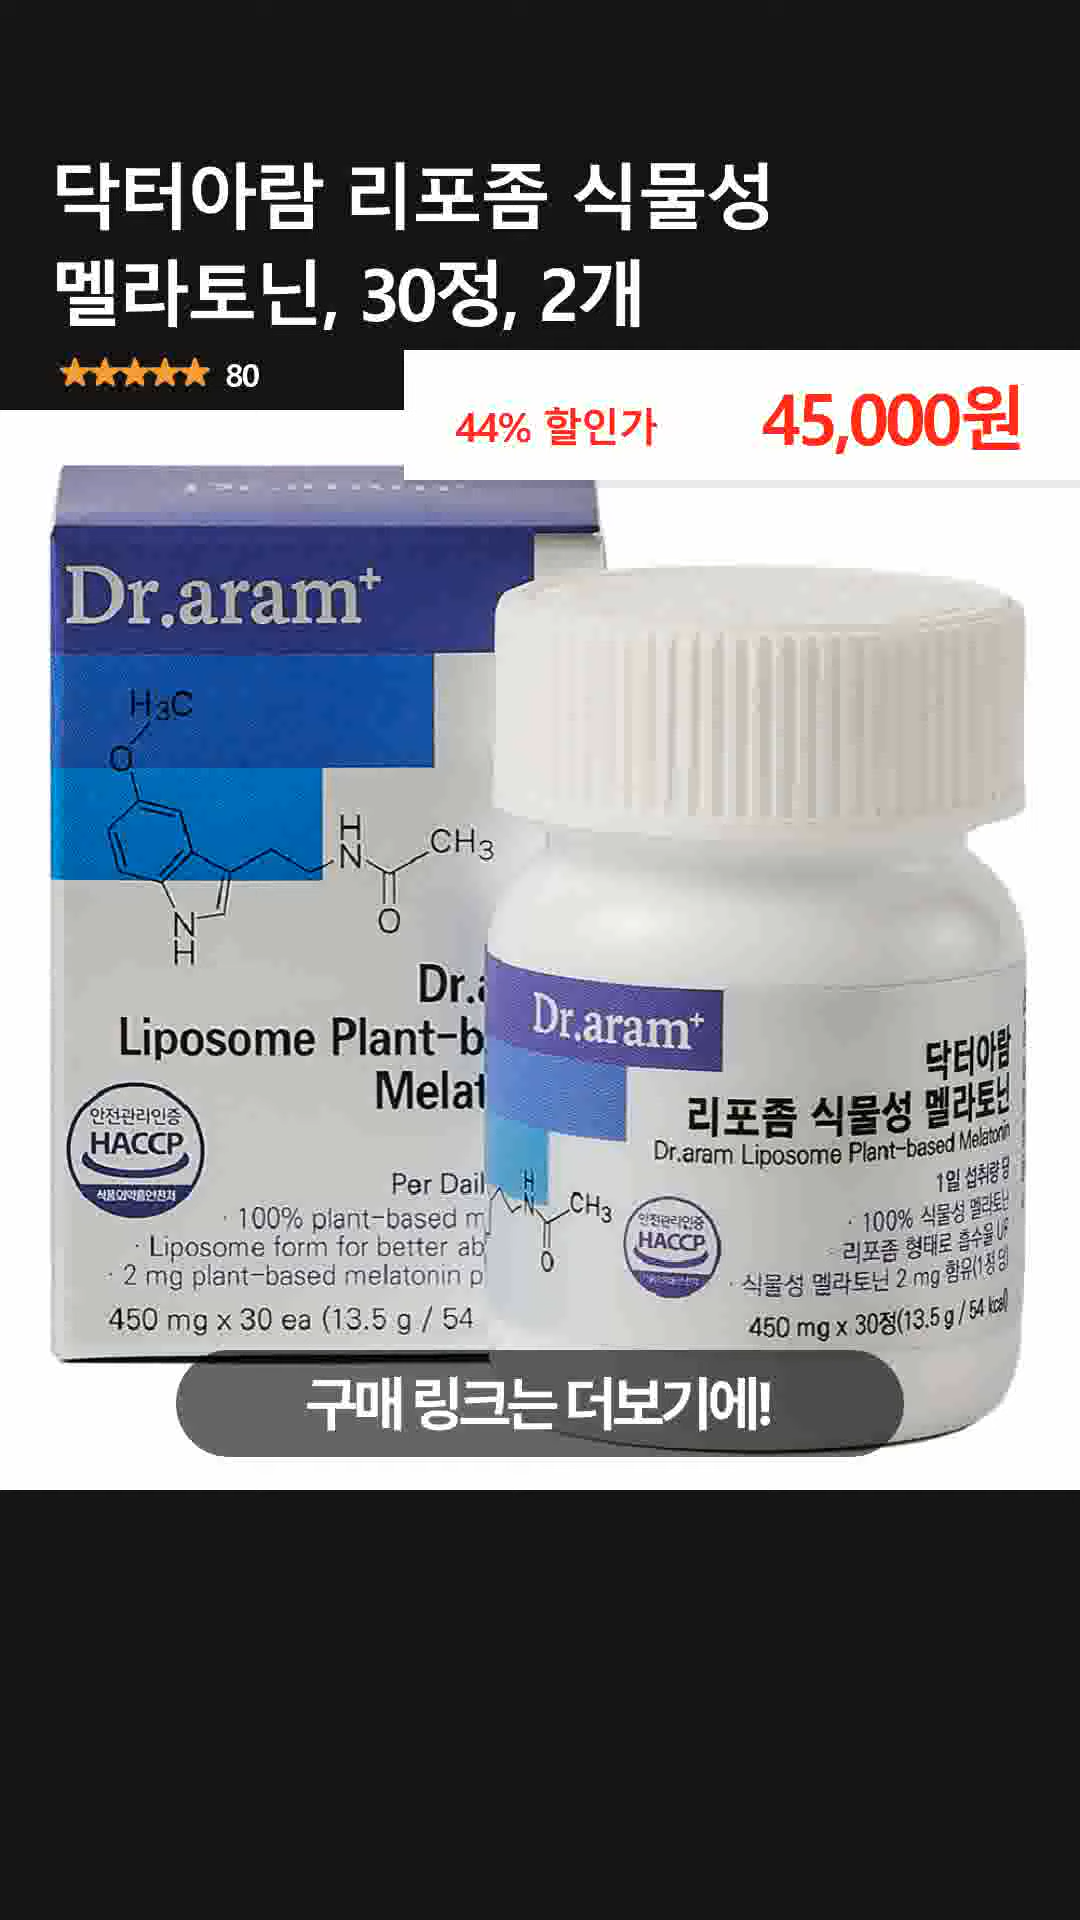 닥터아람 리포좀 식물성
멜라토닌, 30정, 2개
80
44% 할인가
45,000원
Dr.aram+
H3C
O
H
N
CH3
O
N
H
Dr.a
Liposome Plant-b
Melat
안전관리인증
HACCP
식품의약품안전처
Per Dail
· 100% plant-based m
· Liposome form for better ab
· 2 mg plant-based melatonin p
450 mg x 30 ea (13.5 g / 54
Dr.aram+
닥터아람
리포좀 식물성 멜라토닌
Dr.aram Liposome Plant-based Melatonin
1일 섭취량 당
· 100% 식물성 멜라토닌
· 리포좀 형태로 흡수율 UP
· 식물성 멜라토닌 2 mg 함유(1정 당)
450 mg x 30정(13.5 g / 54 kcal)
H
N
CH3
O
안전관리인증
HACCP
구매 링크는 더보기에!